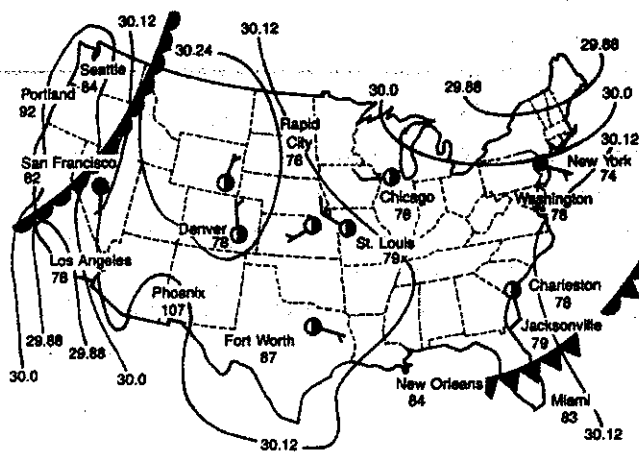 30.12
30.12
30.24
29.88
29.88
30.0
30.0
30.12
Seattle
84
Portland
92
San Francisco
82
Rapid
City
76
New York
74
Chicago
76
Washington
78
Denver
78
St. Louis
79
Los Angeles
78
Phoenix
107
Charleston
78
Jacksonville
79
Fort Worth
87
New Orleans
84
Miami
83
29.88
29.88
30.0
30.0
30.12
30.12